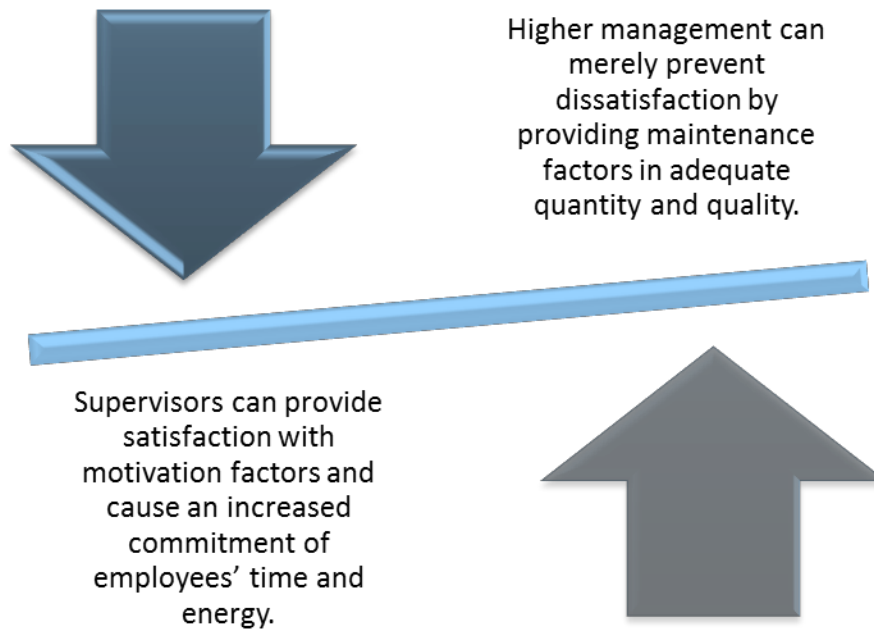 Higher management can
merely prevent
dissatisfaction by
providing maintenance
factors in adequate
quantity and quality.
Supervisors can provide
satisfaction with
motivation factors and
cause an increased
commitment of
employees’ time and
energy.